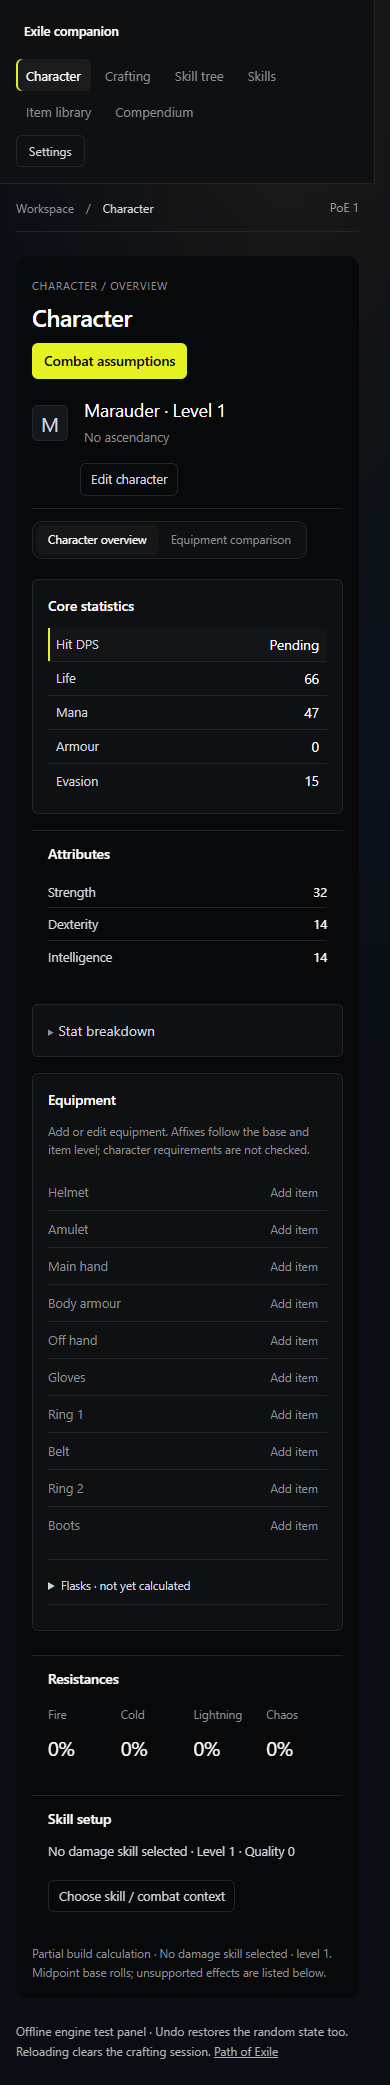 Exile companion
Character Crafting Skill tree Skills
Item library Compendium
Settings
Workspace / Character PoE 1
CHARACTER / OVERVIEW
Character
Combat assumptions
M
Marauder · Level 1
No ascendancy
Edit character
Character overview Equipment comparison
Core statistics
Hit DPS Pending
Life 66
Mana 47
Armour 0
Evasion 15
Attributes
Strength 32
Dexterity 14
Intelligence 14
▸ Stat breakdown
Equipment
Add or edit equipment. Affixes follow the base and
item level; character requirements are not checked.
Helmet Add item
Amulet Add item
Main hand Add item
Body armour Add item
Off hand Add item
Gloves Add item
Ring 1 Add item
Belt Add item
Ring 2 Add item
Boots Add item
▶ Flasks · not yet calculated
Resistances
Fire Cold Lightning Chaos
0% 0% 0% 0%
Skill setup
No damage skill selected · Level 1 · Quality 0
Choose skill / combat context
Partial build calculation · No damage skill selected · level 1.
Midpoint base rolls; unsupported effects are listed below.
Offline engine test panel · Undo restores the random state too.
Reloading clears the crafting session. Path of Exile